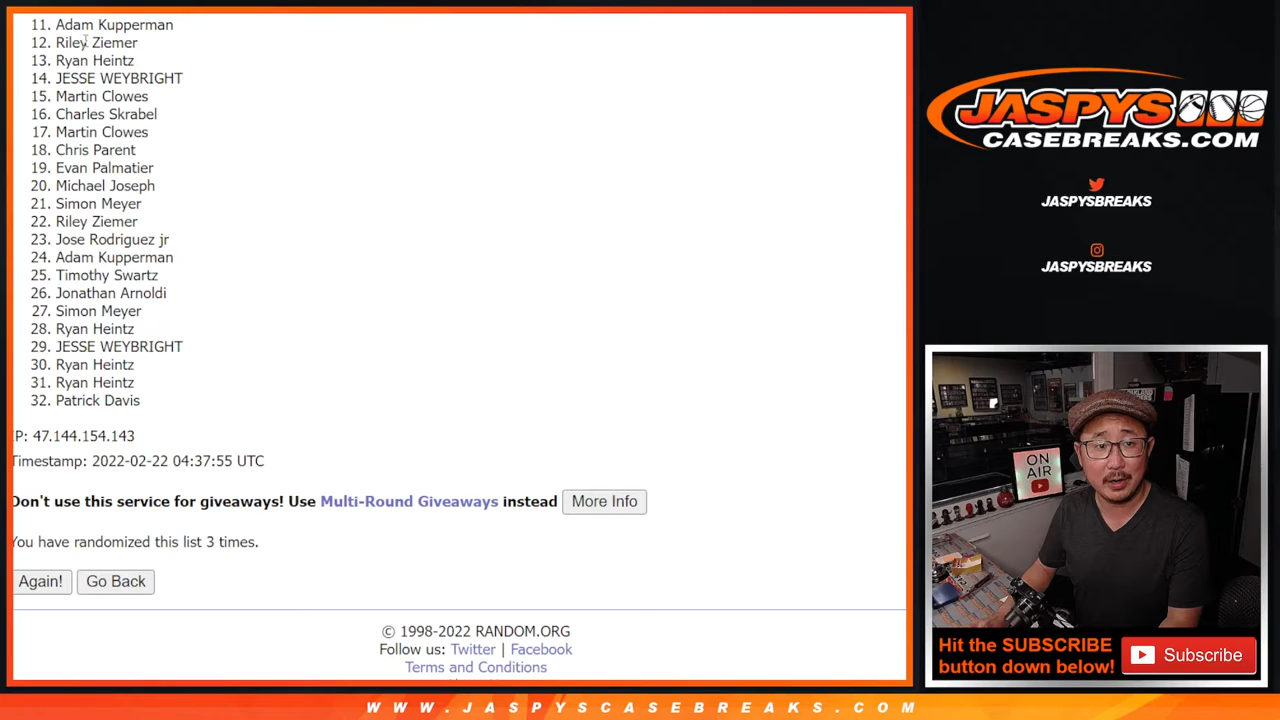 11. Adam Kupperman
12. Riley Ziemer
13. Ryan Heintz
14. JESSE WEYBRIGHT
15. Martin Clowes
16. Charles Skrabel
17. Martin Clowes
18. Chris Parent
19. Evan Palmatier
20. Michael Joseph
21. Simon Meyer
22. Riley Ziemer
23. Jose Rodriguez jr
24. Adam Kupperman
25. Timothy Swartz
26. Jonathan Arnoldi
27. Simon Meyer
28. Ryan Heintz
29. JESSE WEYBRIGHT
30. Ryan Heintz
31. Ryan Heintz
32. Patrick Davis
IP: 47.144.154.143
Timestamp: 2022-02-22 04:37:55 UTC
Don't use this service for giveaways! Use Multi-Round Giveaways instead More Info
You have randomized this list 3 times.
Again! Go Back
© 1998-2022 RANDOM.ORG
Follow us: Twitter | Facebook
Terms and Conditions
JASPYS
CASEBREAKS.COM
JASPYSBREAKS
JASPYSBREAKS
ON
AIR
Hit the SUBSCRIBE
button down below!
Subscribe
WWW.JASPYSCASEBREAKS.COM